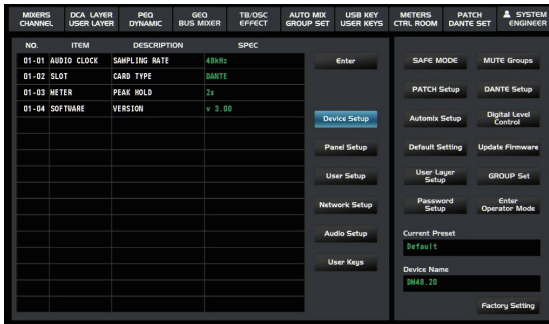 MIXERS DCA LAYER PEQ GEQ TB/OSC AUTO MIX USB KEY METERS PATCH SYSTEM
CHANNEL USER LAYER DYNAMIC BUS MIXER EFFECT GROUP SET USER KEYS CTRL ROOM DANTE SET ENGINEER
NO. ITEM DESCRIPTION SPEC
01-01 AUDIO CLOCK SAMPLING RATE 48kHz
01-02 SLOT CARD TYPE DANTE
01-03 METER PEAK HOLD 2s
01-04 SOFTWARE VERSION v 3.00
Enter
Device Setup
Panel Setup
User Setup
Network Setup
Audio Setup
User Keys
SAFE MODE MUTE Groups
PATCH Setup DANTE Setup
Automix Setup Digital Level
Control
Default Setting Update Firmware
User Layer GROUP Set
Setup
Password Enter
Setup Operator Mode
Current Preset
Default
Device Name
DM48.20
Factory Setting